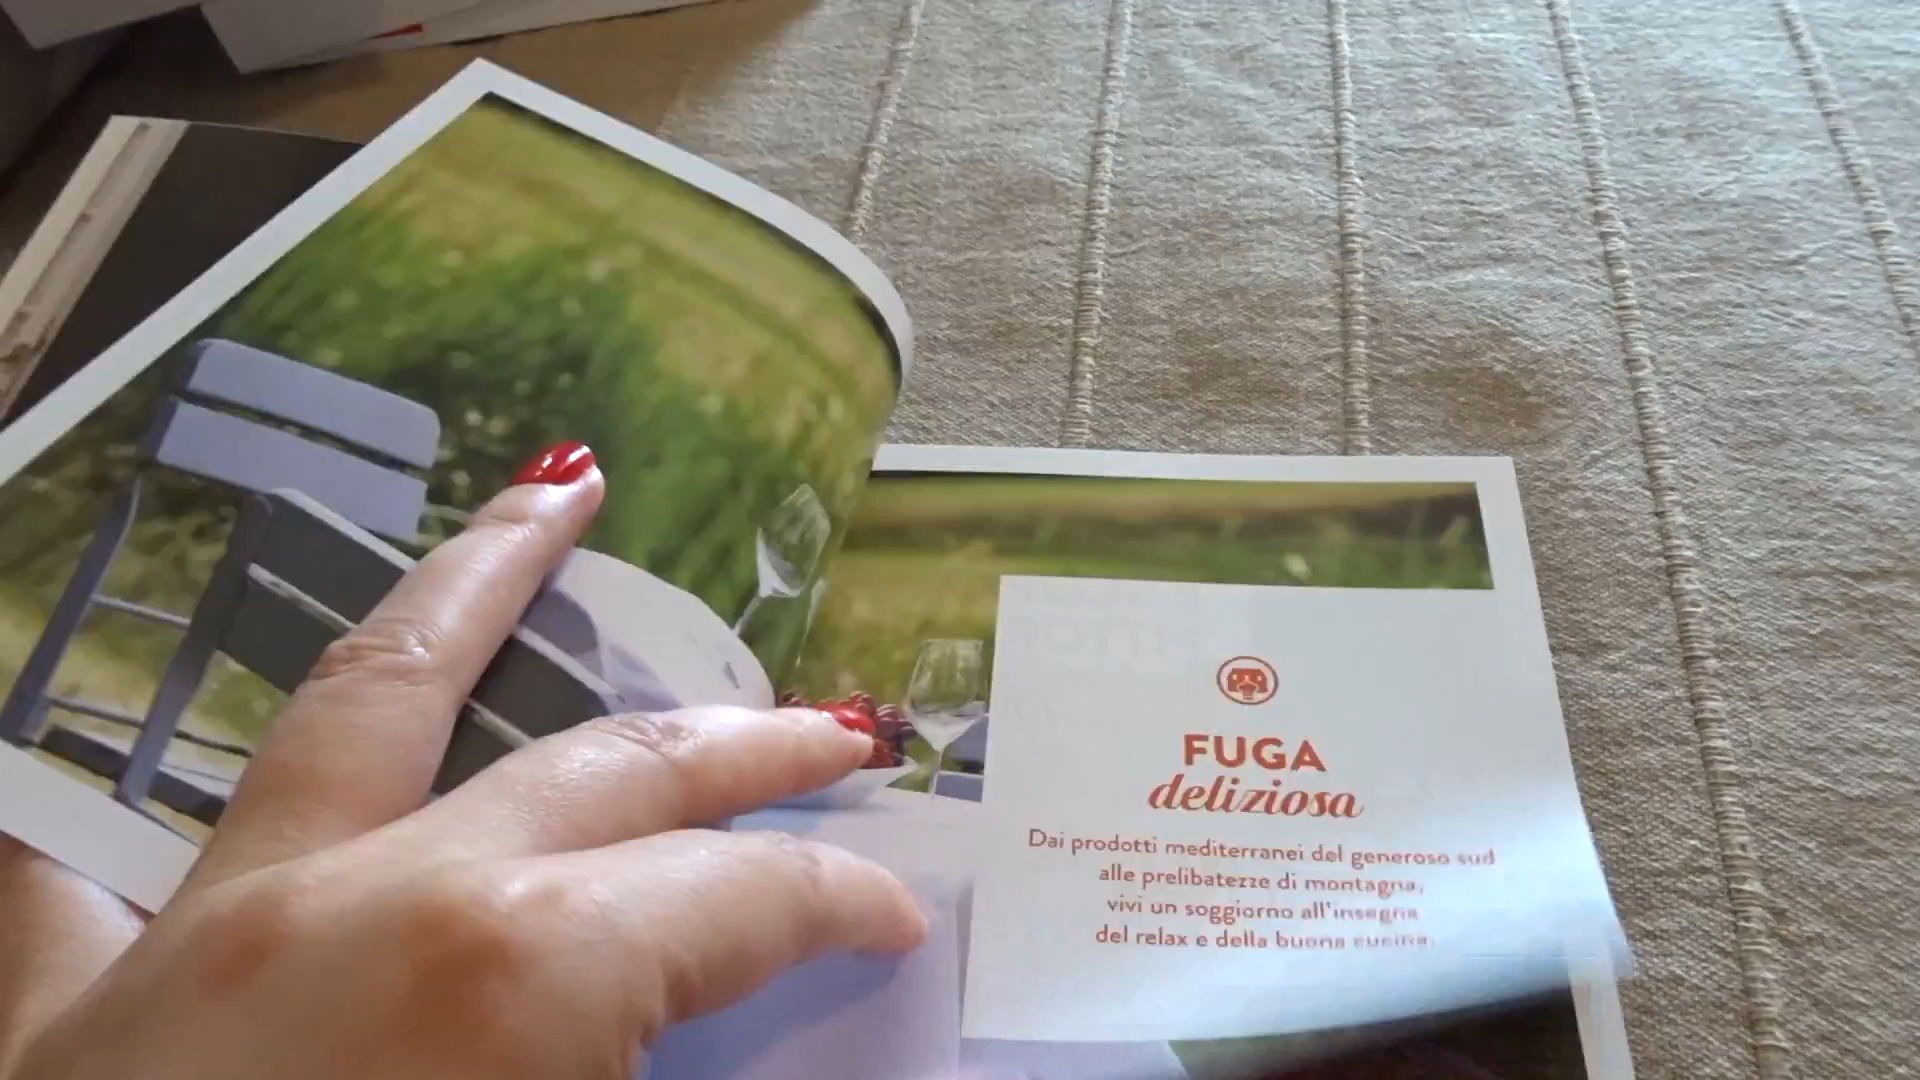 FUGA
deliziosa
Dai prodotti mediterranei del generoso sud
alle prelibatezze di montagna,
vivi un soggiorno all'insegna
del relax e della buona cucina.